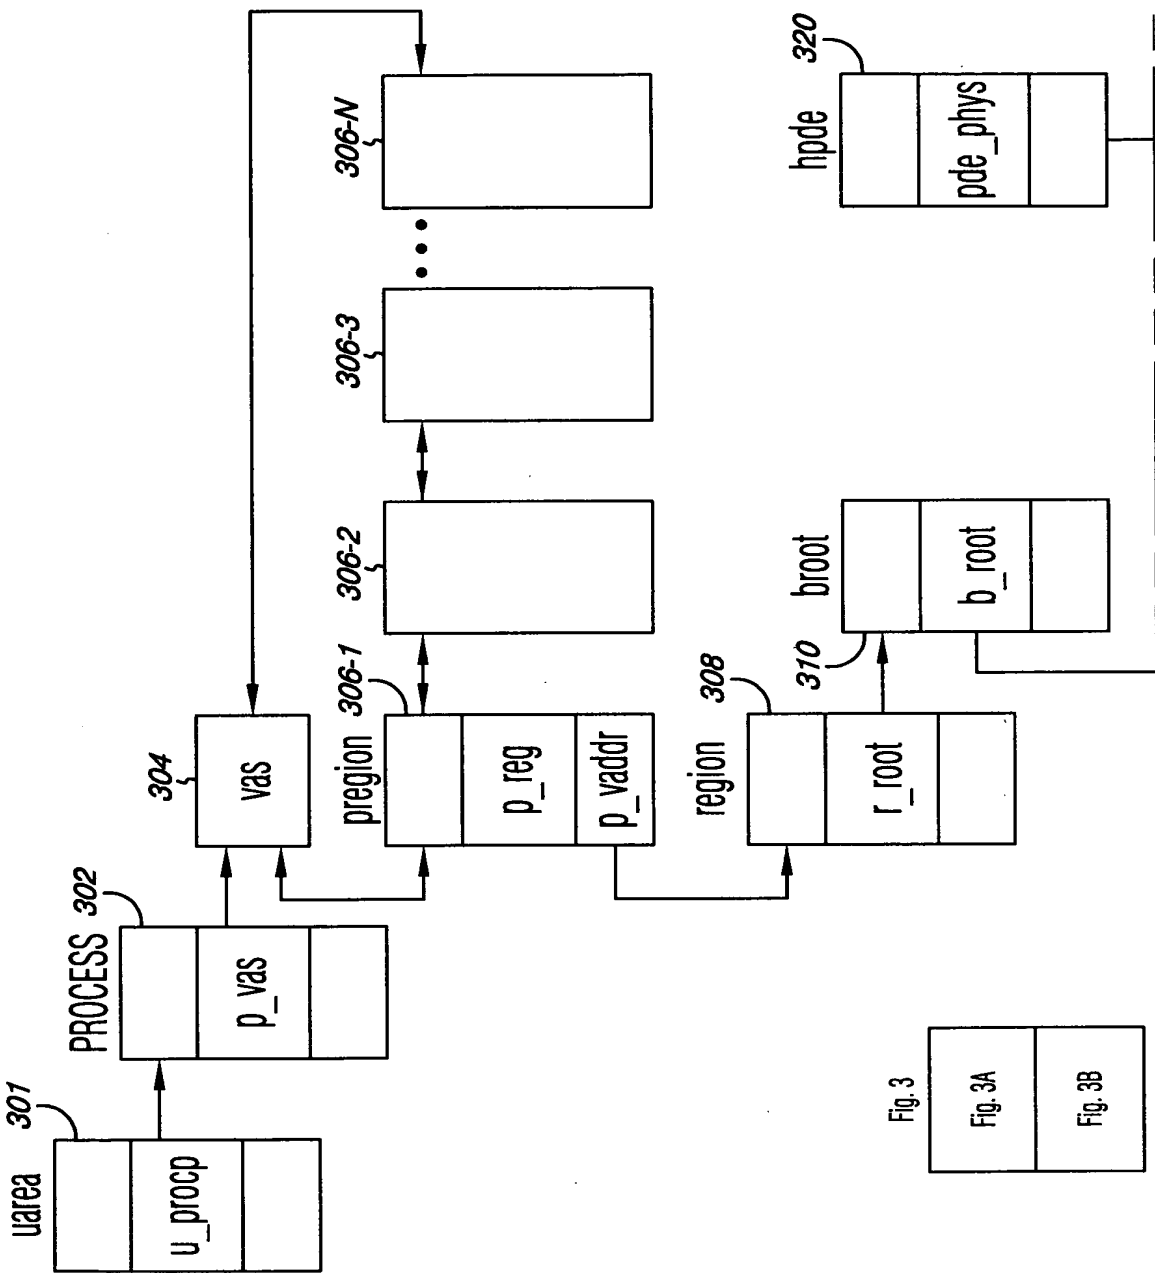 uarea
301
u_procp
PROCESS
302
p_vas
304
vas
pregion
306-1
306-2
306-3
306-N
p_reg
p_vaddr
region
308
r_root
broot
310
b_root
hpde
320
pde_phys
Fig. 3
Fig. 3A
Fig. 3B